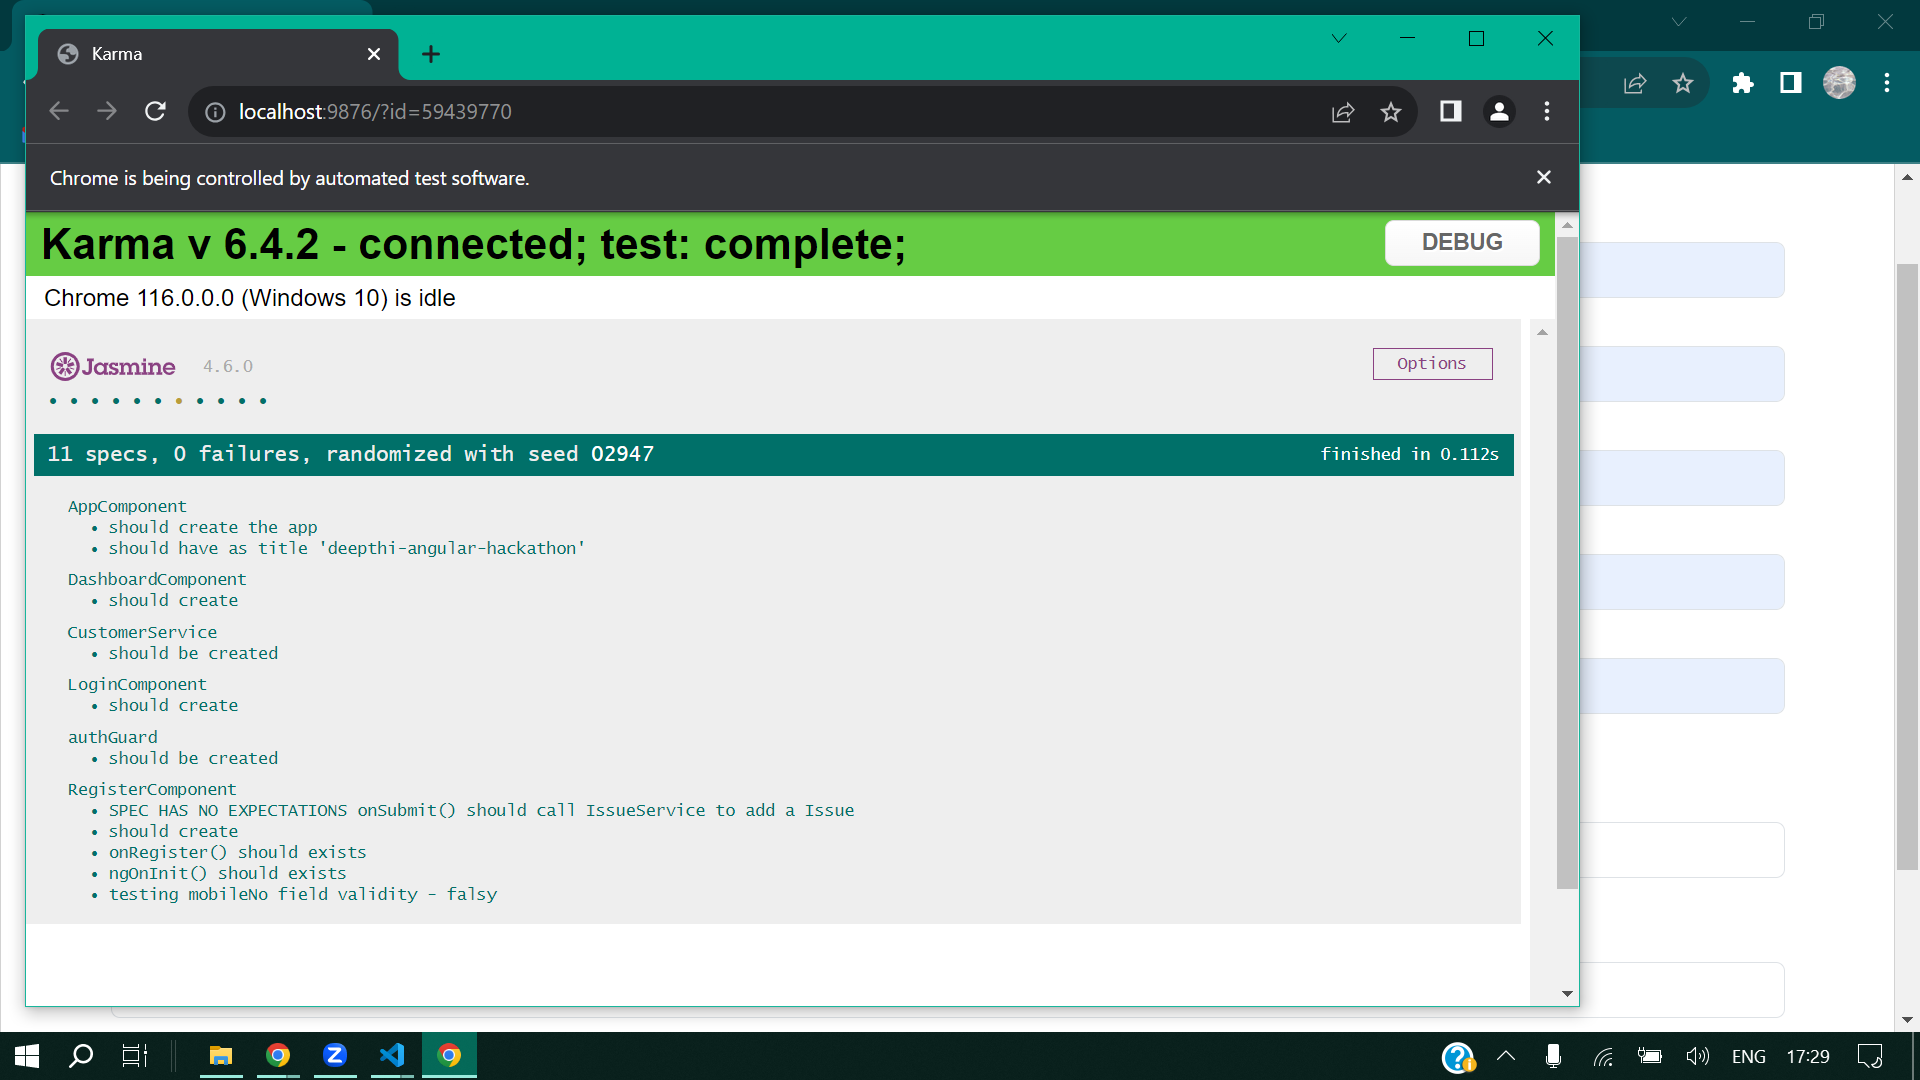 Karma
localhost:9876/?id=59439770
Chrome is being controlled by automated test software.
Karma v 6.4.2 - connected; test: complete;
DEBUG
Chrome 116.0.0.0 (Windows 10) is idle
Jasmine 4.6.0
Options
11 specs, 0 failures, randomized with seed 02947
finished in 0.112s
AppComponent
• should create the app
• should have as title 'deepthi-angular-hackathon'
DashboardComponent
• should create
CustomerService
• should be created
LoginComponent
• should create
authGuard
• should be created
RegisterComponent
• SPEC HAS NO EXPECTATIONS onSubmit() should call IssueService to add a Issue
• should create
• onRegister() should exists
• ngOnInit() should exists
• testing mobileNo field validity - falsy
ENG
17:29